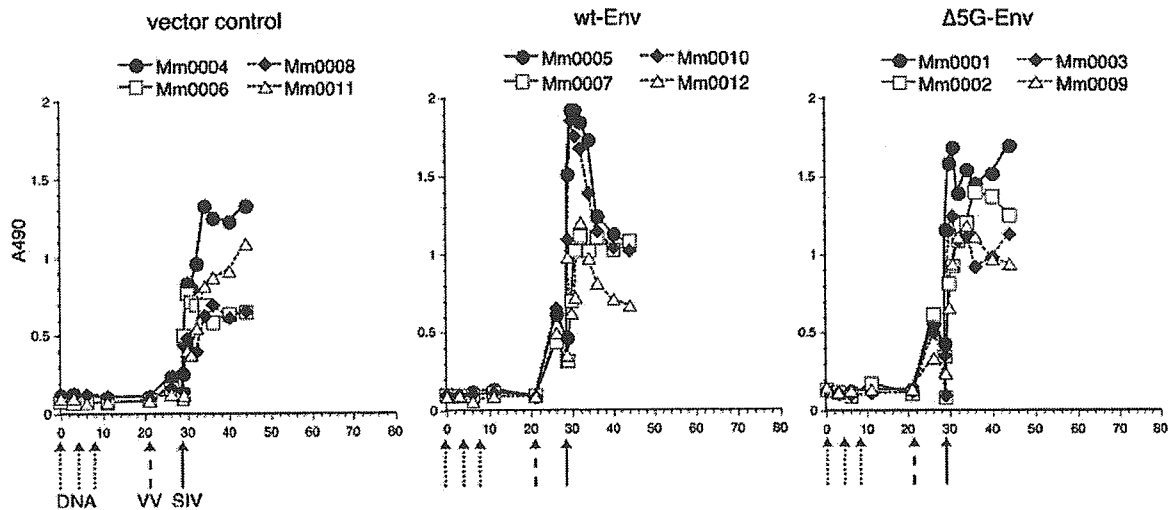 vector control
Mm0004 Mm0008
Mm0006 Mm0011
wt-Env
Mm0005 Mm0010
Mm0007 Mm0012
Δ5G-Env
Mm0001 Mm0003
Mm0002 Mm0009
A490
2
1.5
1
0.5
0
0 10 20 30 40 50 60 70 80
DNA VV SIV
2
1.5
1
0.5
0
0 10 20 30 40 50 60 70 80
2
1.5
1
0.5
0
0 10 20 30 40 50 60 70 80